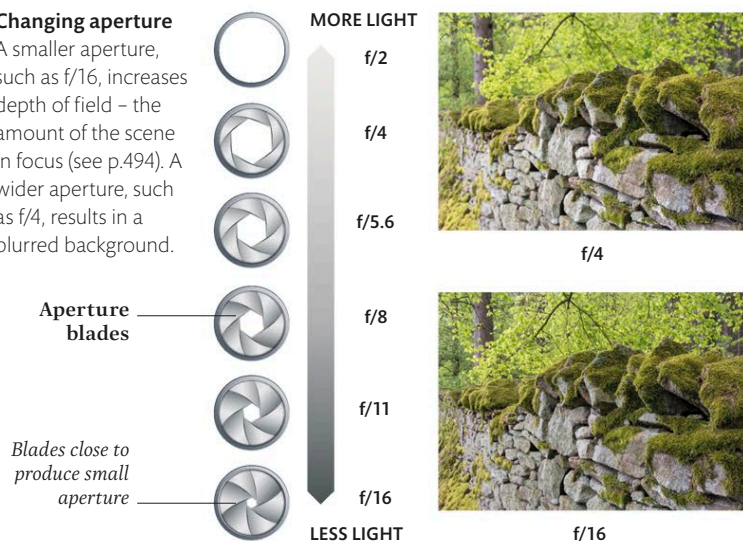 Changing aperture
A smaller aperture,
such as f/16, increases
depth of field – the
amount of the scene
in focus (see p.494). A
wider aperture, such
as f/4, results in a
blurred background.
Aperture
blades
Blades close to
produce small
aperture
MORE LIGHT
f/2
f/4
f/5.6
f/8
f/11
f/16
LESS LIGHT
f/4
f/16